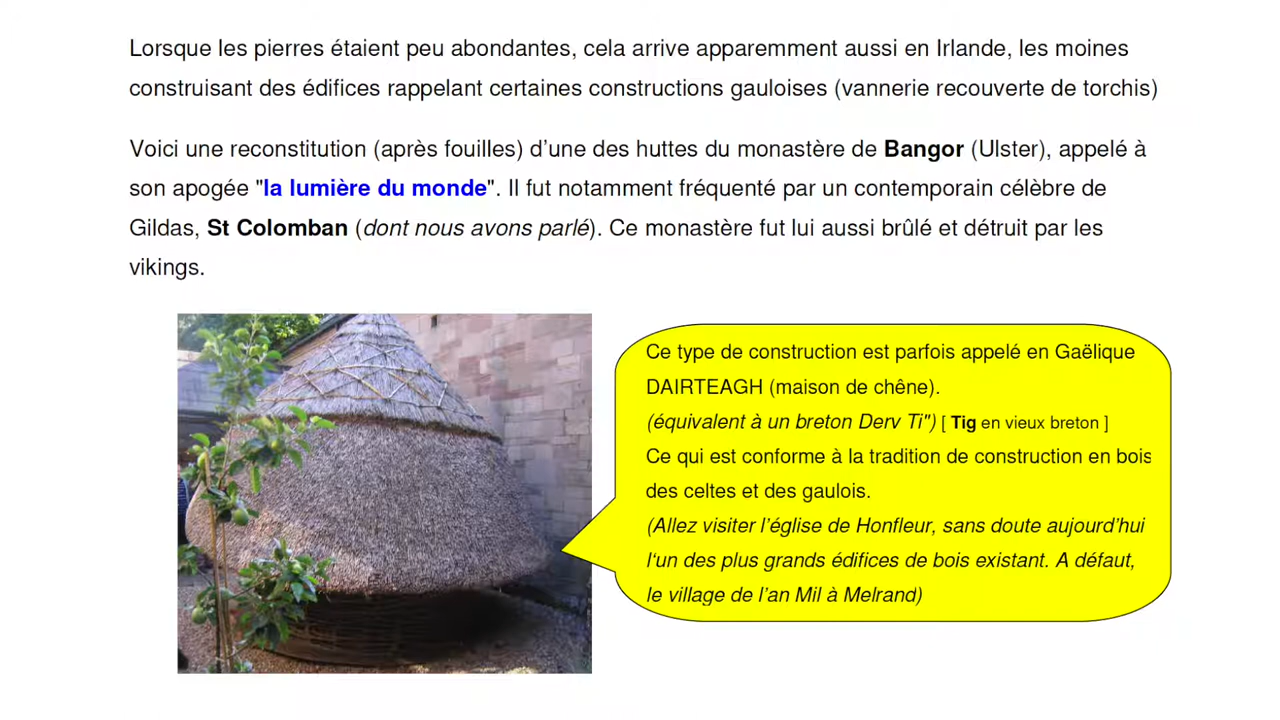 Lorsque les pierres étaient peu abondantes, cela arrive apparemment aussi en Irlande, les moines
construisant des édifices rappelant certaines constructions gauloises (vannerie recouverte de torchis)
Voici une reconstitution (après fouilles) d’une des huttes du monastère de Bangor (Ulster), appelé à
son apogée "la lumière du monde". Il fut notamment fréquenté par un contemporain célèbre de
Gildas, St Colomban (dont nous avons parlé). Ce monastère fut lui aussi brûlé et détruit par les
vikings.
Ce type de construction est parfois appelé en Gaëlique
DAIRTEAGH (maison de chêne).
(équivalent à un breton Derv Ti") [ Tig en vieux breton ]
Ce qui est conforme à la tradition de construction en bois
des celtes et des gaulois.
(Allez visiter l’église de Honfleur, sans doute aujourd’hui
l‘un des plus grands édifices de bois existant. A défaut,
le village de l’an Mil à Melrand)